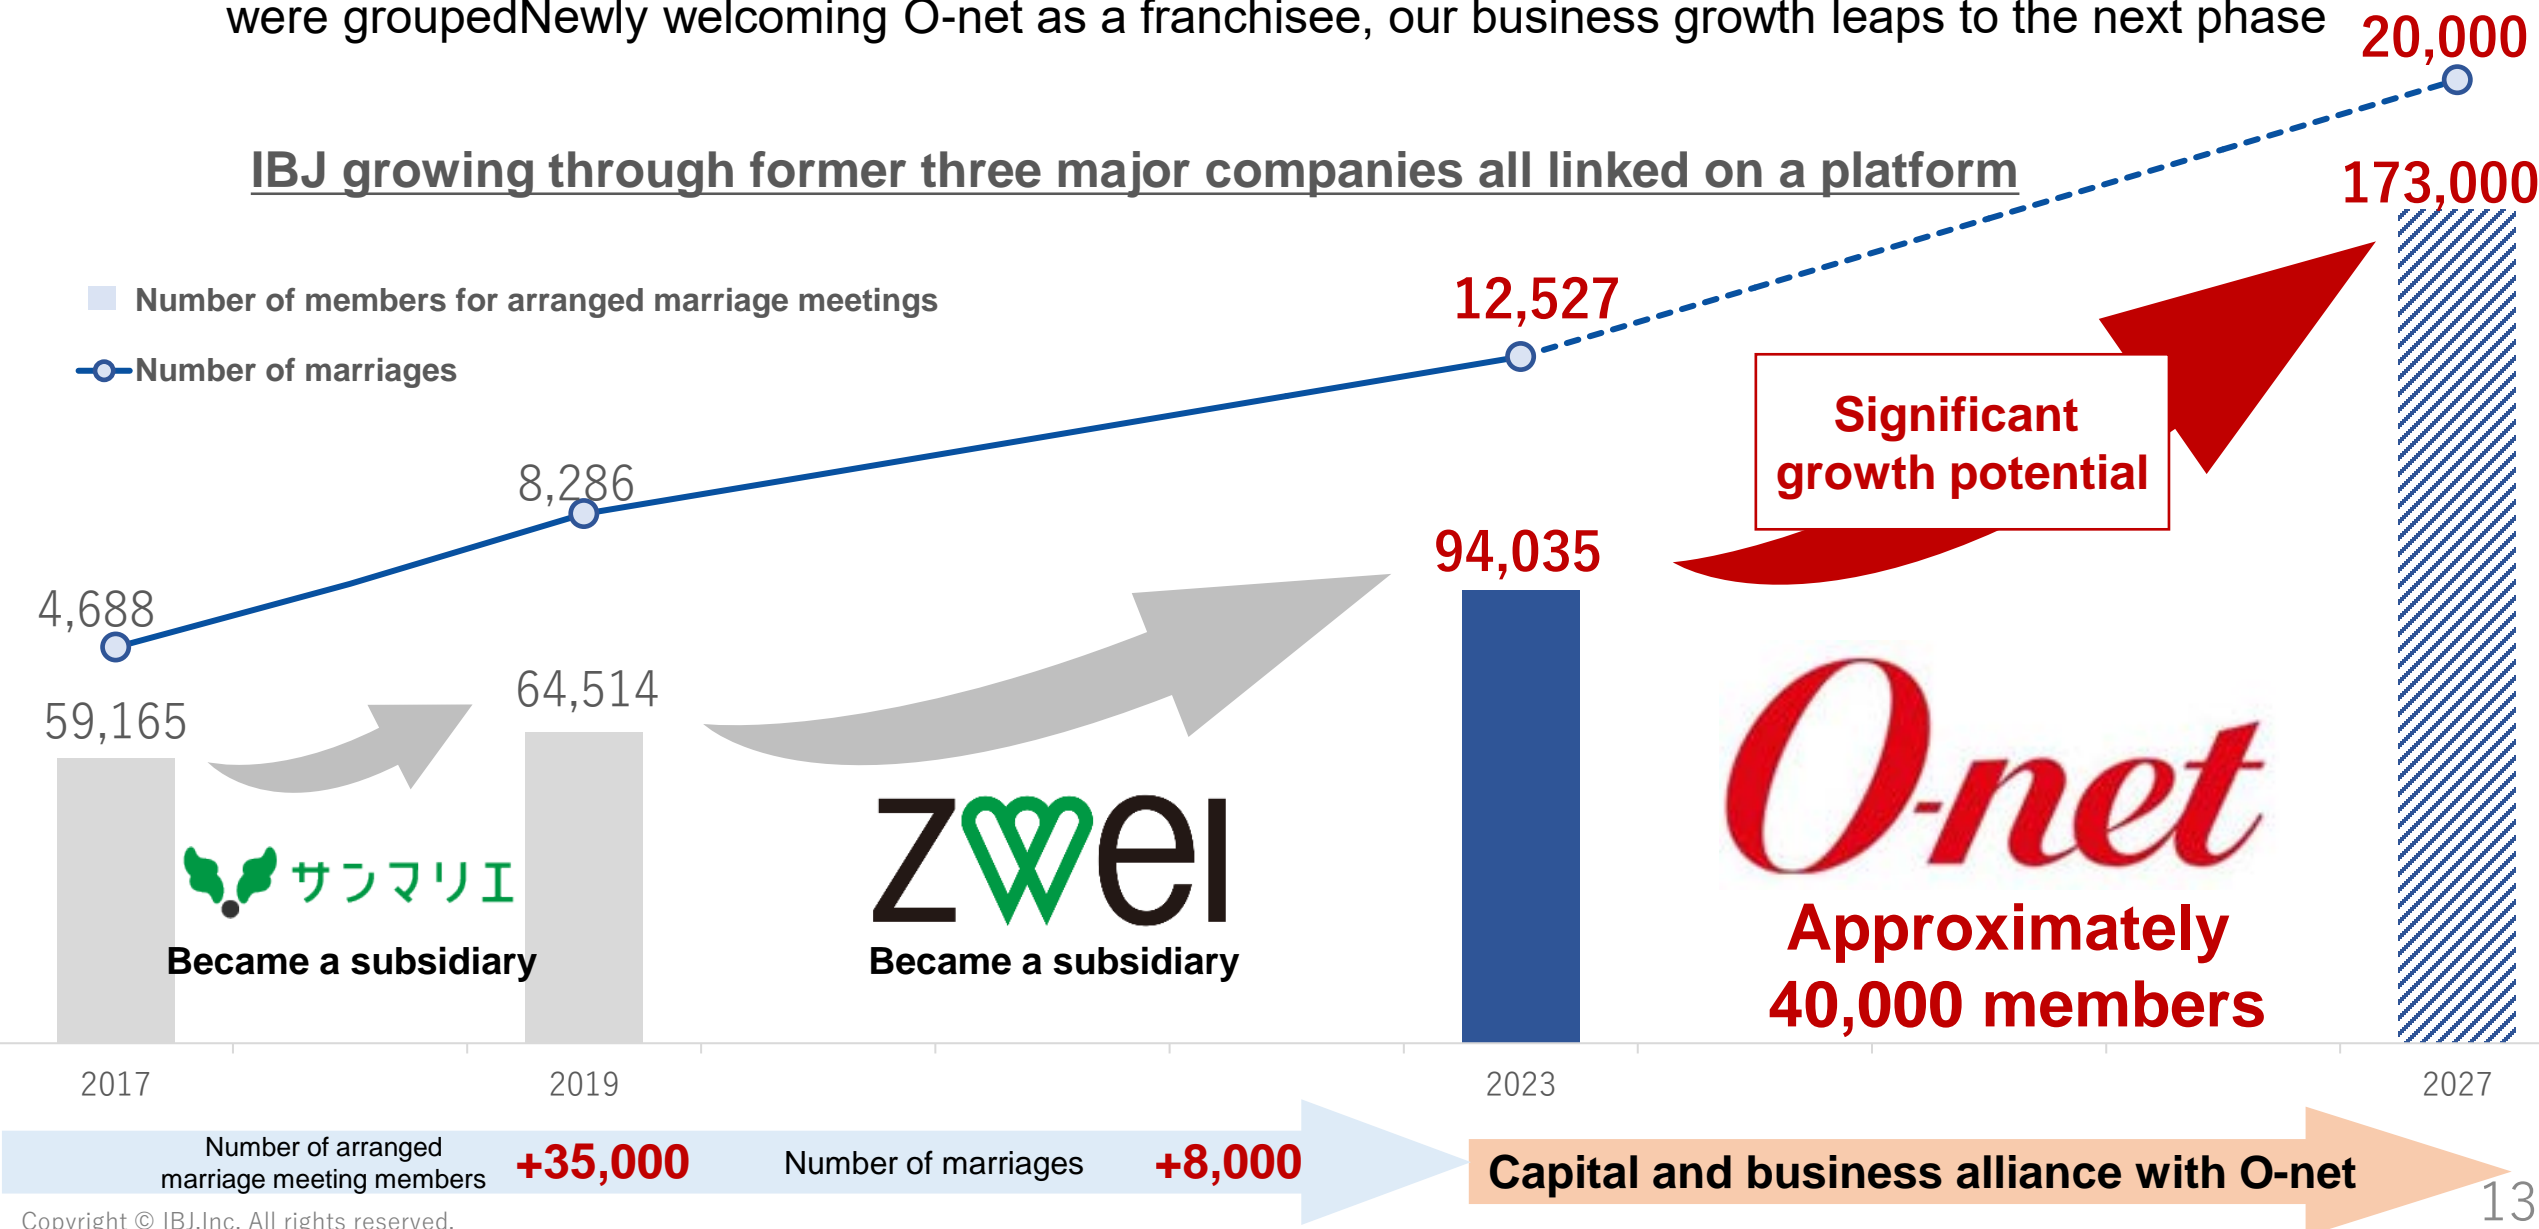 were groupedNewly welcoming O-net as a franchisee, our business growth leaps to the next phase
20,000
IBJ growing through former three major companies all linked on a platform
173,000
Number of members for arranged marriage meetings
12,527
Number of marriages
Significant
growth potential
8,286
94,035
4,688
64,514
59,165
サンマリエ
zwei
O-net
Became a subsidiary
Became a subsidiary
Approximately
40,000 members
2017
2019
2023
2027
Number of arranged
marriage meeting members
+35,000
Number of marriages
+8,000
Capital and business alliance with O-net
13
Copyright © IBJ.Inc. All rights reserved.